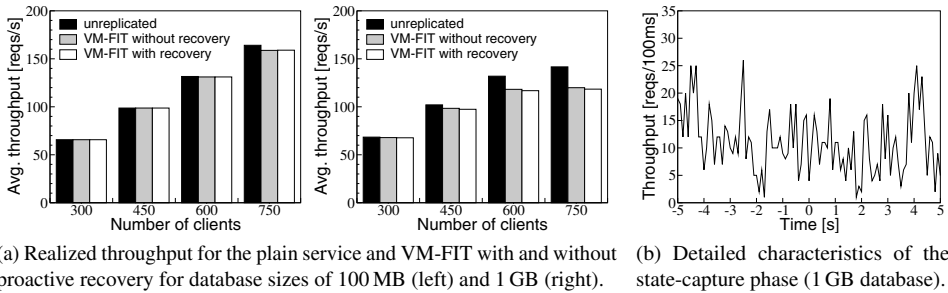 200
150
100
50
0
Avg. throughput [reqs/s]
unreplicated
VM-FIT without recovery
VM-FIT with recovery
300 450 600 750
Number of clients
200
150
100
50
0
Avg. throughput [reqs/s]
unreplicated
VM-FIT without recovery
VM-FIT with recovery
300 450 600 750
Number of clients
35
30
25
20
15
10
5
0
Throughput [reqs/100ms]
-5 -4 -3 -2 -1 0 1 2 3 4 5
Time [s]
(a) Realized throughput for the plain service and VM-FIT with and without
proactive recovery for database sizes of 100 MB (left) and 1 GB (right).
(b) Detailed characteristics of the
state-capture phase (1 GB database).